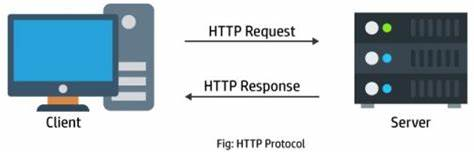 HTTP Request
HTTP Response
Client
Server
Fig: HTTP Protocol